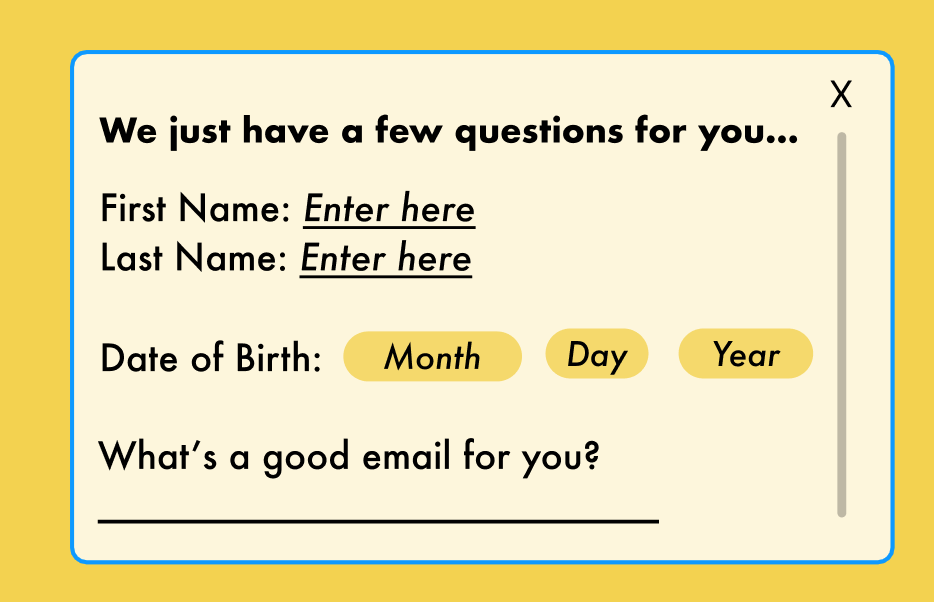 X
We just have a few questions for you...
First Name: Enter here
Last Name: Enter here
Date of Birth: Month Day Year
What's a good email for you?